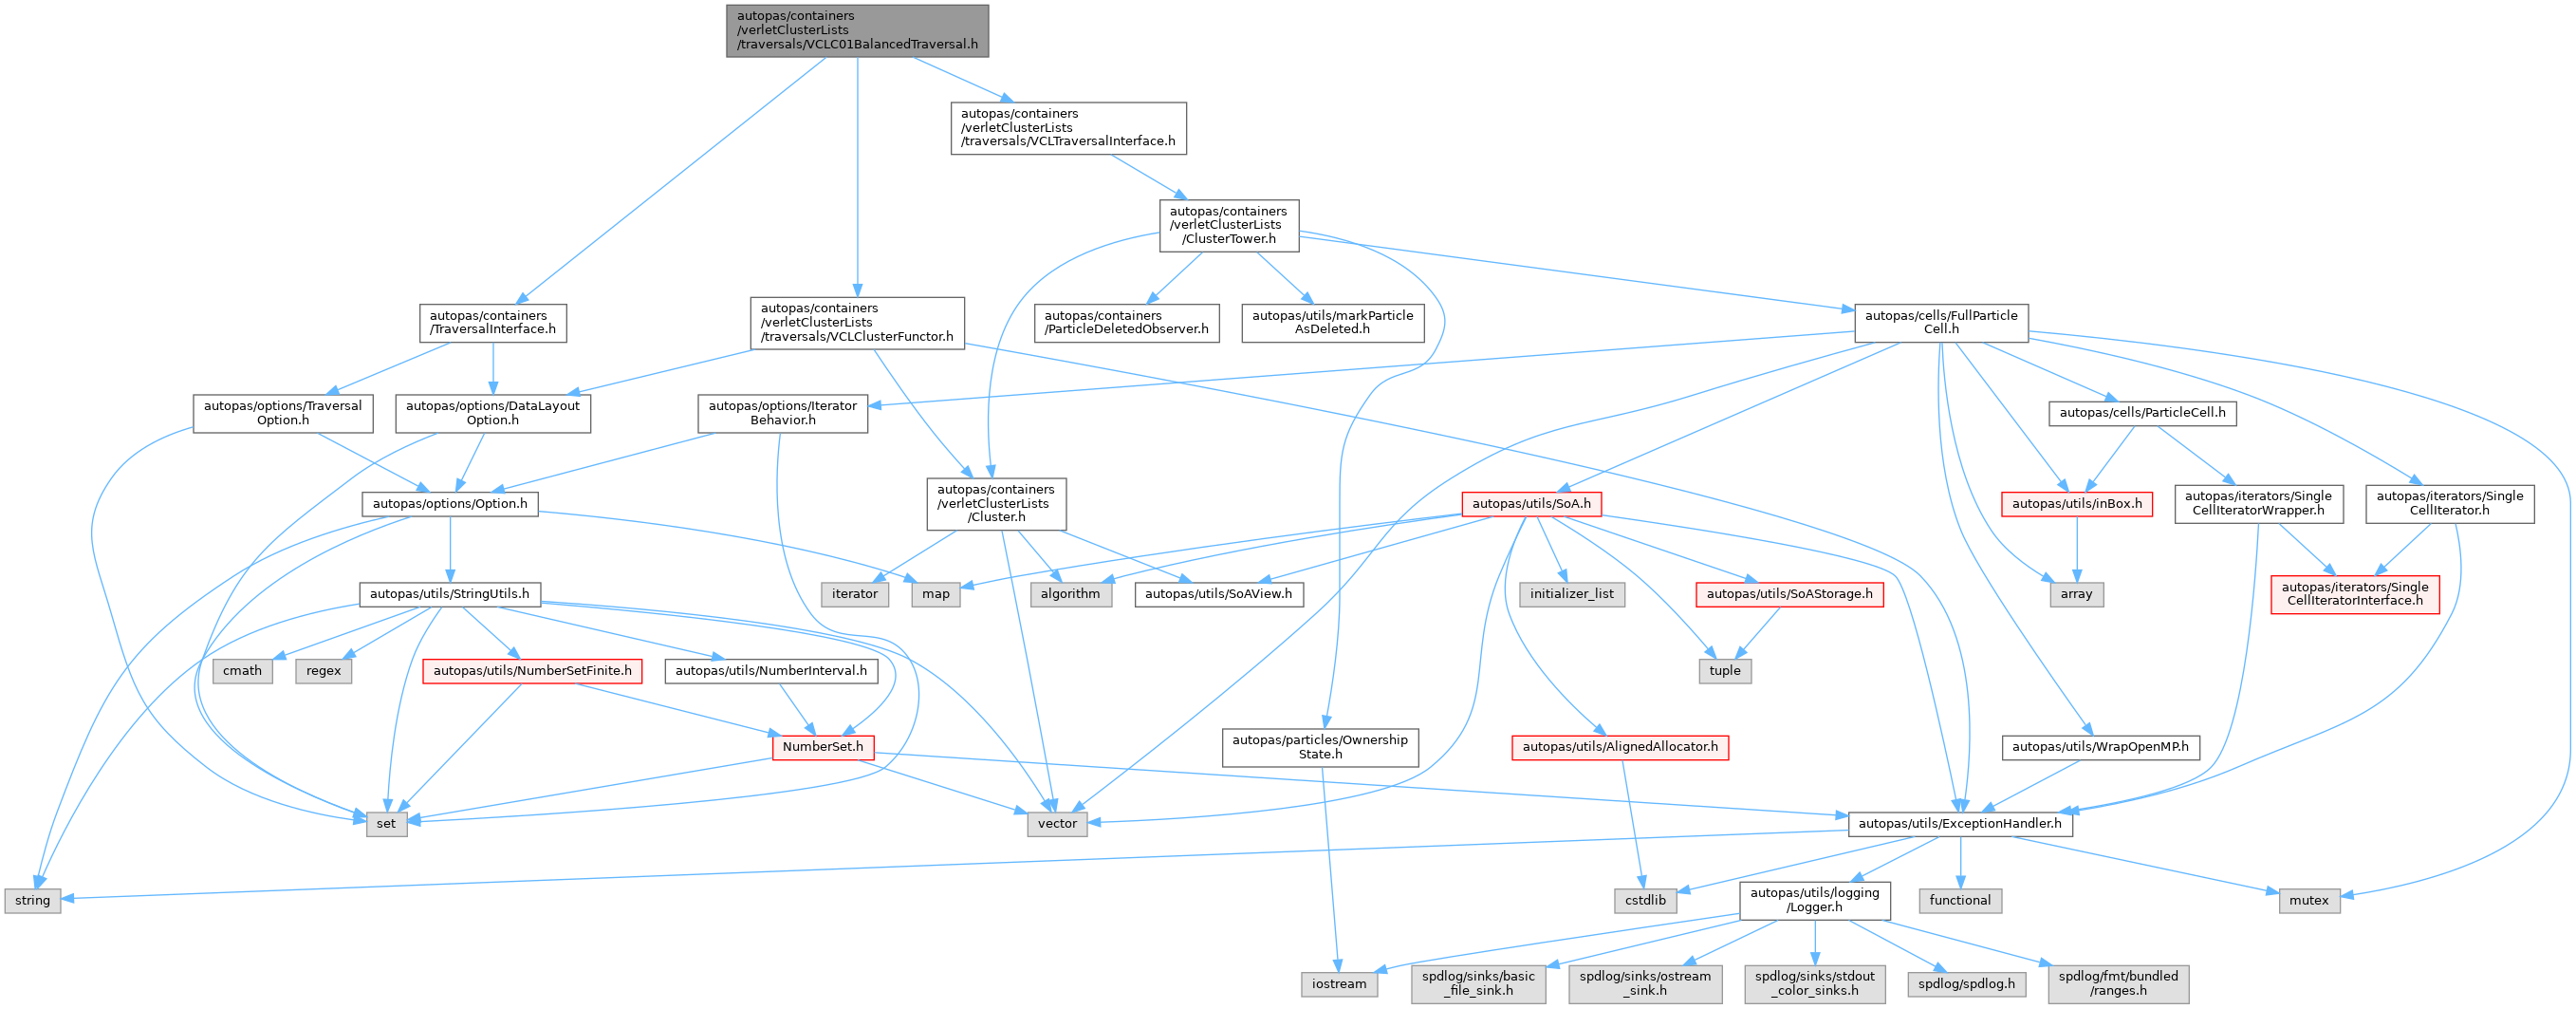 autopas/containers
/verletClusterLists
/traversals/VCLC01BalancedTraversal.h
autopas/containers
/verletClusterLists
/traversals/VCLTraversalInterface.h
autopas/containers
/verletClusterLists
/ClusterTower.h
autopas/containers
/TraversalInterface.h
autopas/containers
/verletClusterLists
/traversals/VCLClusterFunctor.h
autopas/containers
/ParticleDeletedObserver.h
autopas/utils/markParticle
AsDeleted.h
autopas/cells/FullParticle
Cell.h
autopas/options/Traversal
Option.h
autopas/options/DataLayout
Option.h
autopas/options/Iterator
Behavior.h
autopas/cells/ParticleCell.h
autopas/options/Option.h
autopas/containers
/verletClusterLists
/Cluster.h
autopas/utils/SoA.h
autopas/utils/inBox.h
autopas/iterators/Single
CellIteratorWrapper.h
autopas/iterators/Single
CellIterator.h
autopas/utils/StringUtils.h
iterator
map
algorithm
autopas/utils/SoAView.h
initializer_list
autopas/utils/SoAStorage.h
array
autopas/iterators/Single
CellIteratorInterface.h
cmath
regex
autopas/utils/NumberSetFinite.h
autopas/utils/NumberInterval.h
tuple
NumberSet.h
autopas/particles/Ownership
State.h
autopas/utils/AlignedAllocator.h
autopas/utils/WrapOpenMP.h
set
vector
autopas/utils/ExceptionHandler.h
string
cstdlib
autopas/utils/logging
/Logger.h
functional
mutex
iostream
spdlog/sinks/basic
_file_sink.h
spdlog/sinks/ostream
_sink.h
spdlog/sinks/stdout
_color_sinks.h
spdlog/spdlog.h
spdlog/fmt/bundled
/ranges.h